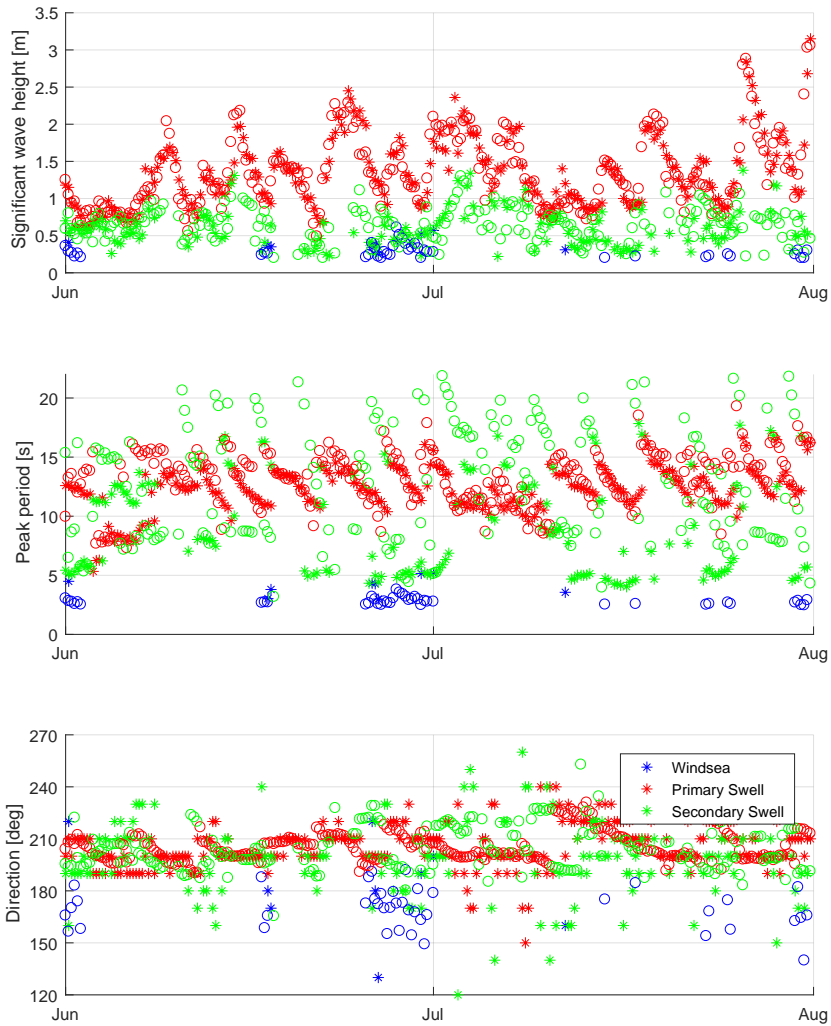 Significant wave height [m]
3.5
3
2.5
2
1.5
1
0.5
0
Jun
Jul
Aug
Peak period [s]
20
15
10
5
0
Jun
Jul
Aug
Direction [deg]
270
240
210
180
150
120
Windsea
Primary Swell
Secondary Swell
Jun
Jul
Aug